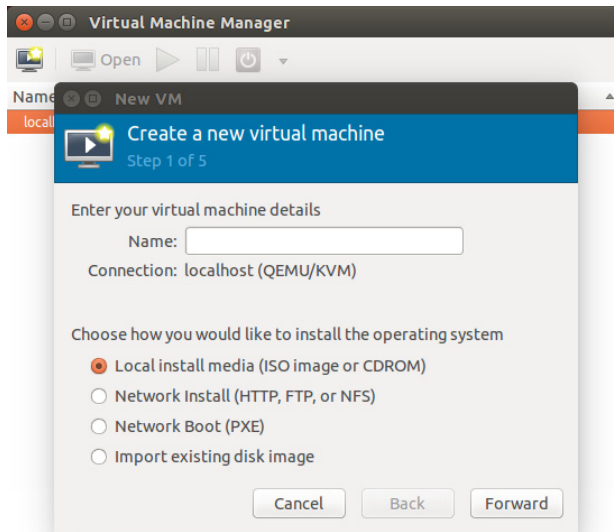 Virtual Machine Manager
Open
Name
New VM
locall
Create a new virtual machine
Step 1 of 5
Enter your virtual machine details
Name:
Connection: localhost (QEMU/KVM)
Choose how you would like to install the operating system
Local install media (ISO image or CDROM)
Network Install (HTTP, FTP, or NFS)
Network Boot (PXE)
Import existing disk image
Cancel Back Forward